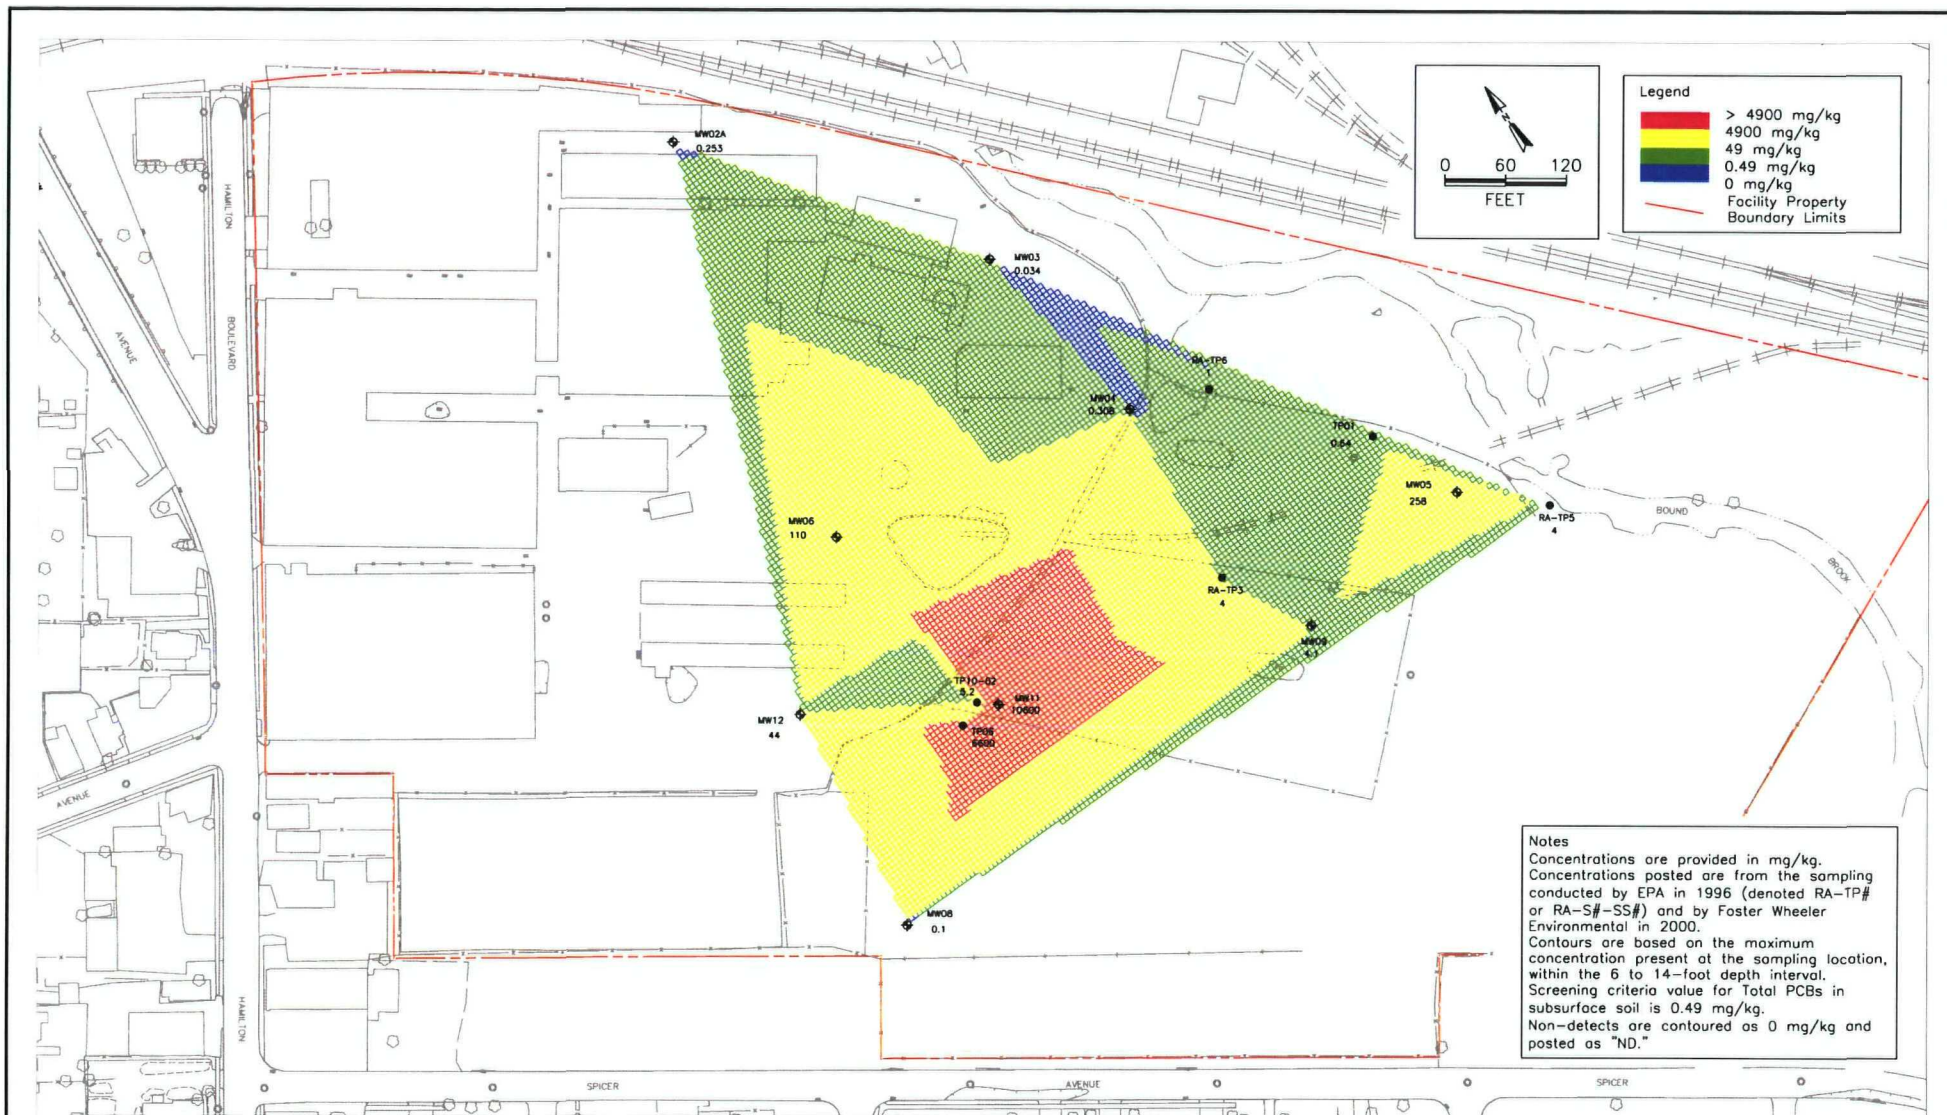 MW02A
0.253
N
0 60 120
FEET
Legend
> 4900 mg/kg
4900 mg/kg
49 mg/kg
0.49 mg/kg
0 mg/kg
Facility Property
Boundary Limits
HAMILTON
BOULEVARD
AVENUE
MW03
0.034
RA-TP6
1
MW04
0.306
TP01
0.64
MW05
258
RA-TP5
4
BOUND
BROOK
MW06
110
RA-TP3
4
MW09
4.1
TP10-02
5.2
MW11
10600
MW12
44
TP06
6600
AVENUE
MW08
0.1
HAMILTON
Notes
Concentrations are provided in mg/kg.
Concentrations posted are from the sampling
conducted by EPA in 1996 (denoted RA-TP#
or RA-S#-SS#) and by Foster Wheeler
Environmental in 2000.
Contours are based on the maximum
concentration present at the sampling location,
within the 6 to 14-foot depth interval.
Screening criteria value for Total PCBs in
subsurface soil is 0.49 mg/kg.
Non-detects are contoured as 0 mg/kg and
posted as "ND."
SPICER AVENUE SPICER